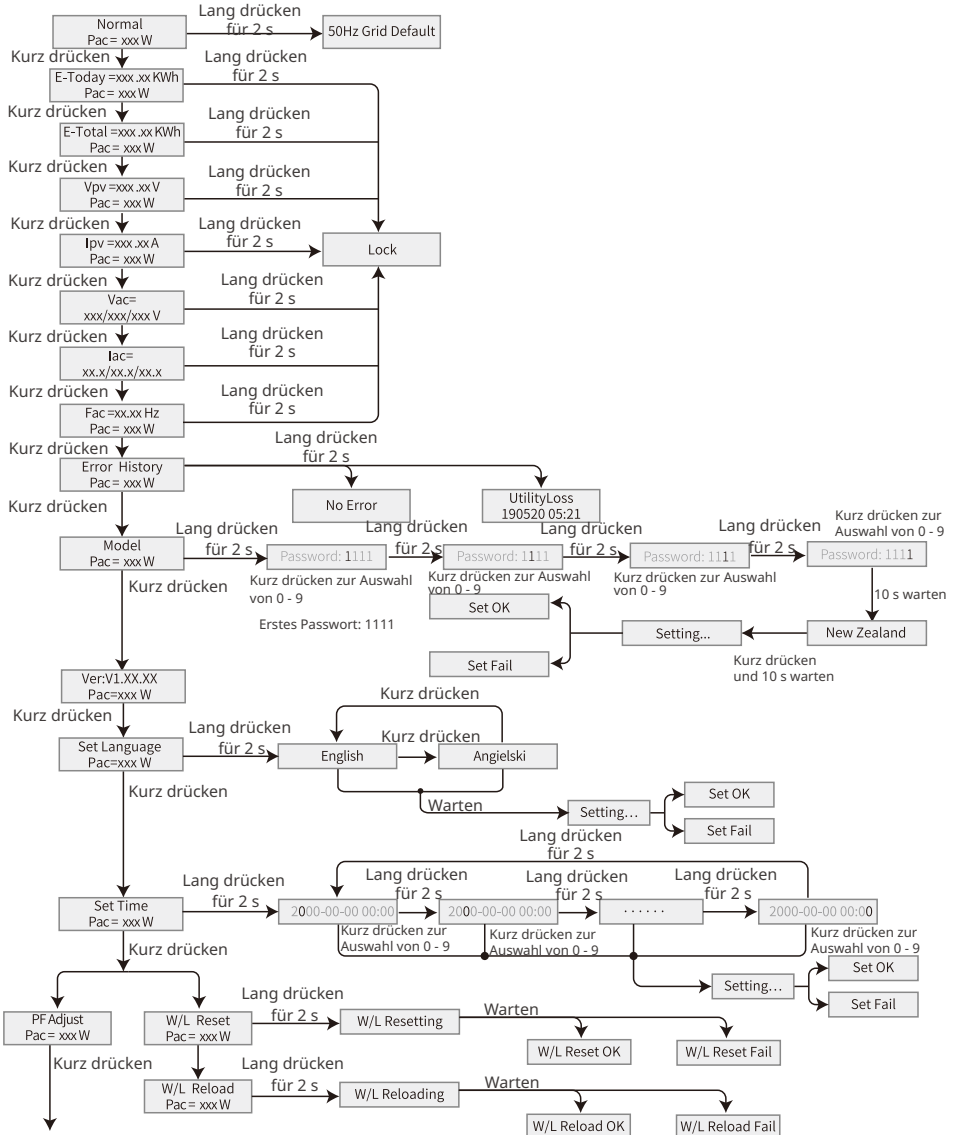 Normal
Pac= xxx W
Lang drücken
für 2 s
50Hz Grid Default
Kurz drücken
E-Today =xxx.xx KWh
Pac= xxx W
Lang drücken
für 2 s
Kurz drücken
E-Total =xxx.xx KWh
Pac= xxx W
Lang drücken
für 2 s
Kurz drücken
Vpv =xxx.xx V
Pac= xxx W
Lang drücken
für 2 s
Kurz drücken
Ipv =xxx.xx A
Pac= xxx W
Lang drücken
für 2 s
Lock
Kurz drücken
Vac=
xxx/xxx/xxx V
Lang drücken
für 2 s
Kurz drücken
Iac=
xx.x/xx.x/xx.x
Lang drücken
für 2 s
Kurz drücken
Fac =xx.xx Hz
Pac= xxx W
Lang drücken
für 2 s
Kurz drücken
Error History
Pac= xxx W
Lang drücken
für 2 s
No Error
UtilityLoss
190520 05:21
Kurz drücken
Model
Pac= xxx W
Lang drücken
für 2 s
Password: 1111
Kurz drücken zur Auswahl
von 0 - 9
Lang drücken
für 2 s
Password: 1111
Kurz drücken zur Auswahl
von 0 - 9
Lang drücken
für 2 s
Password: 1111
Kurz drücken zur Auswahl
von 0 - 9
Lang drücken
für 2 s
Kurz drücken zur
Auswahl von 0 - 9
Password: 1111
10 s warten
Erstes Passwort: 1111
New Zealand
Kurz drücken
und 10 s warten
Setting...
Set OK
Set Fail
Kurz drücken
Ver:V1.XX.XX
Pac=xxx W
Kurz drücken
Set Language
Pac=xxx W
Lang drücken
für 2 s
English
Kurz drücken
Kurz drücken
Angielski
Warten
Setting...
Set OK
Set Fail
Kurz drücken
Set Time
Pac= xxx W
Lang drücken
für 2 s
Lang drücken
für 2 s
2000-00-00 00:00
Kurz drücken zur
Auswahl von 0 - 9
Lang drücken
für 2 s
2000-00-00 00:00
Kurz drücken zur
Auswahl von 0 - 9
Lang drücken
für 2 s
......
Lang drücken
für 2 s
2000-00-00 00:00
Kurz drücken zur
Auswahl von 0 - 9
Setting...
Set OK
Set Fail
Kurz drücken
PF Adjust
Pac= xxx W
Kurz drücken
W/L Reset
Pac= xxx W
Lang drücken
für 2 s
W/L Resetting
Warten
W/L Reset OK
W/L Reset Fail
W/L Reload
Pac= xxx W
Lang drücken
für 2 s
W/L Reloading
Warten
W/L Reload OK
W/L Reload Fail